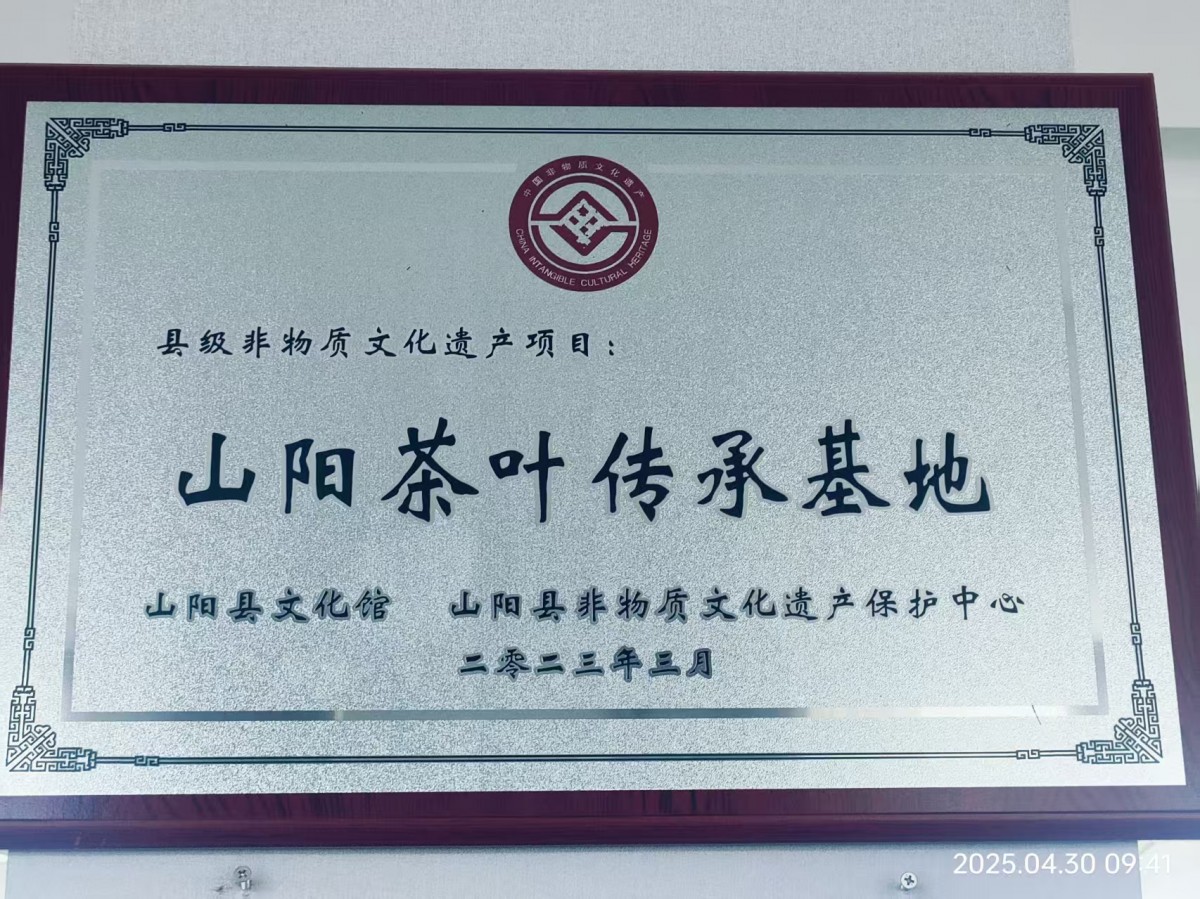 中国非物质文化遗产
CHINA INTANGIBLE CULTURAL HERITAGE
县级非物质文化遗产项目：
山阳茶叶传承基地
山阳县文化馆 山阳县非物质文化遗产保护中心
二零二三年三月
2025.04.30 09:41